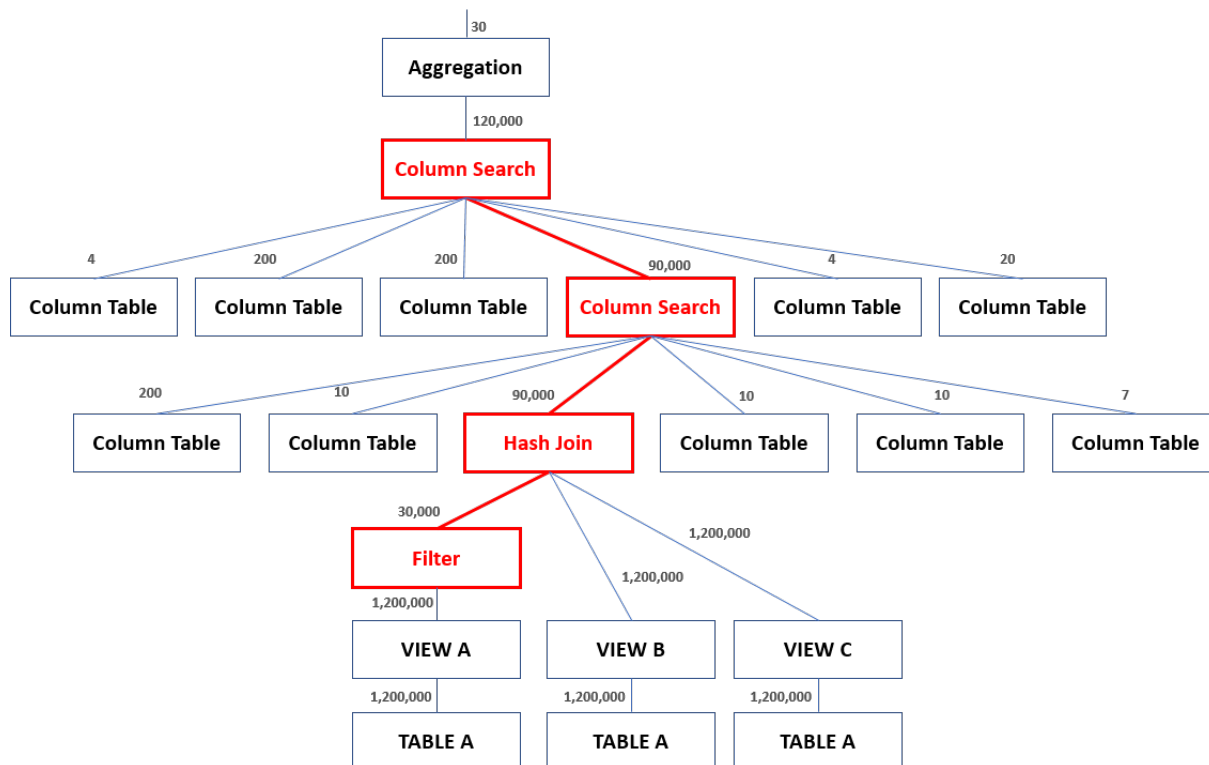 30
Aggregation
120,000
Column Search
4
200
200
90,000
4
20
Column Table
Column Table
Column Table
Column Search
Column Table
Column Table
200
10
90,000
10
10
7
Column Table
Column Table
Hash Join
Column Table
Column Table
Column Table
30,000
1,200,000
Filter
1,200,000
1,200,000
VIEW A
VIEW B
VIEW C
1,200,000
1,200,000
1,200,000
TABLE A
TABLE A
TABLE A